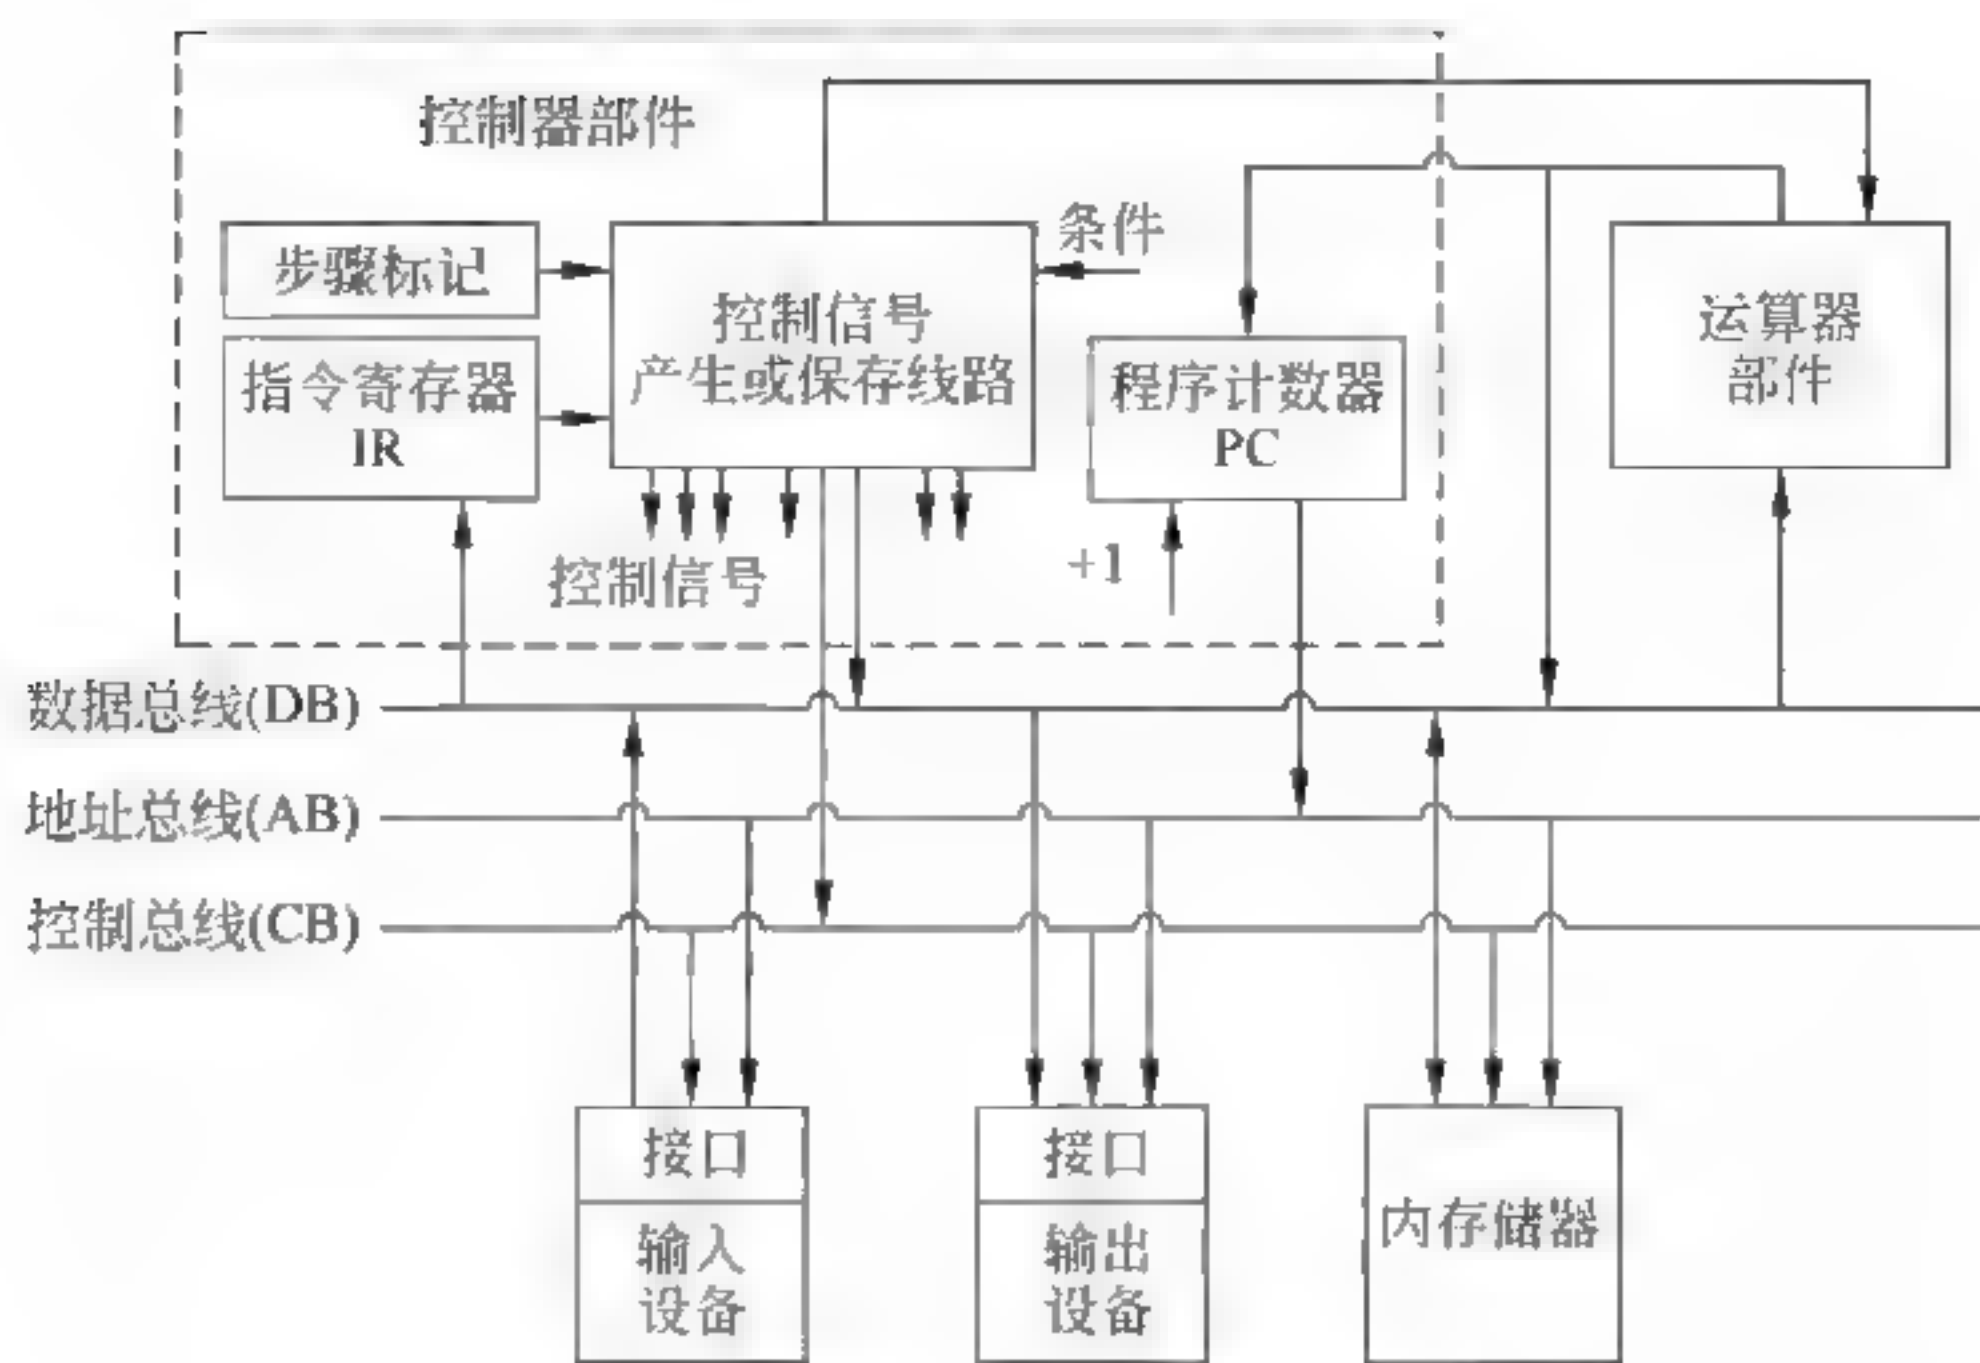 控制器部件
步骤标记
条件
控制信号
产生或保存线路
指令寄存器
IR
程序计数器
PC
运算器
部件
控制信号
+1
数据总线(DB)
地址总线(AB)
控制总线(CB)
接口
输入
设备
接口
输出
设备
内存储器